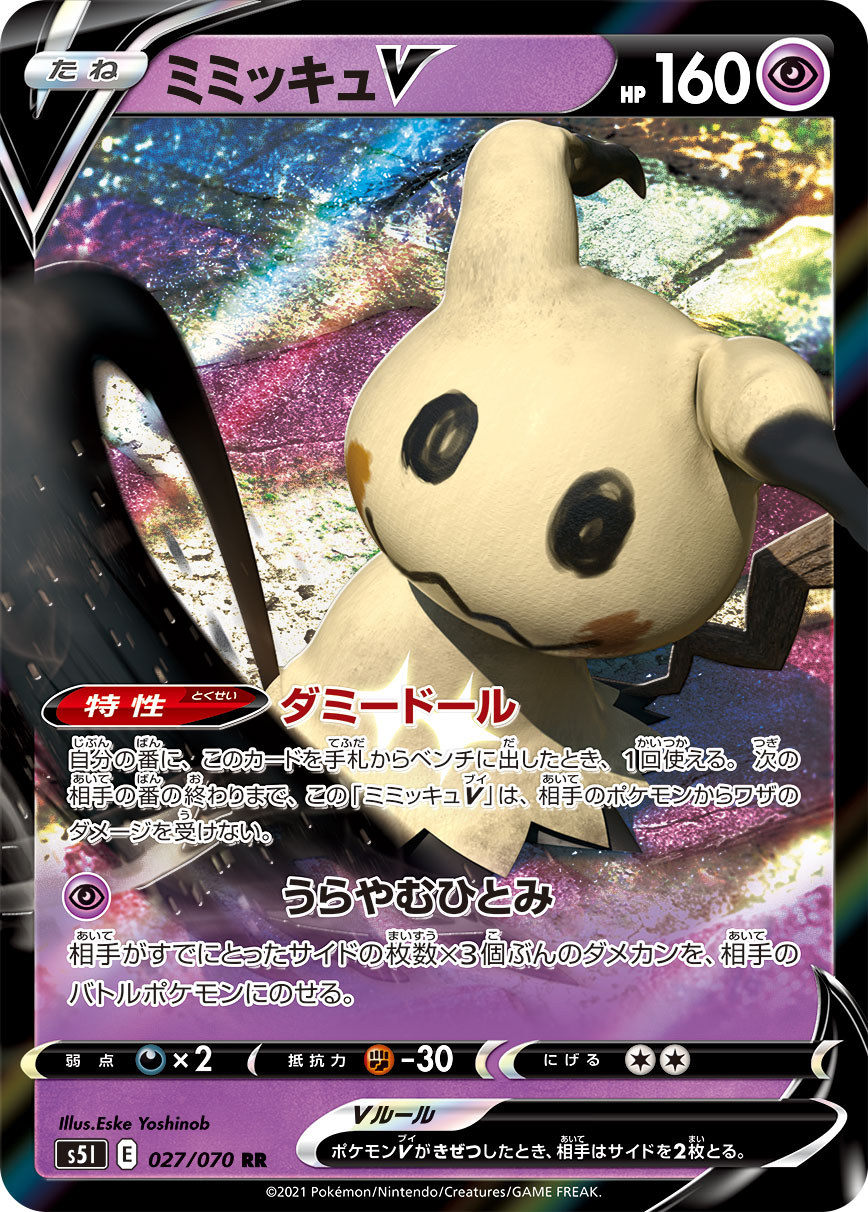 たね ミミッキュV HP 160
特性 とくせい ダミードール
自分の番に、このカードを手札からベンチに出したとき、1回使える。次の
相手の番の終わりまで、この「ミミッキュV」は、相手のポケモンからワザの
ダメージを受けない。
うらやむひとみ
相手がすでにとったサイドの枚数×3個ぶんのダメカンを、相手の
バトルポケモンにのせる。
弱点 ×2 抵抗力 -30 にげる
Illus.Eske Yoshinob
Vルール
ポケモンVがきぜつしたとき、相手はサイドを2枚とる。
s5I E 027/070 RR
©2021 Pokémon/Nintendo/Creatures/GAME FREAK.